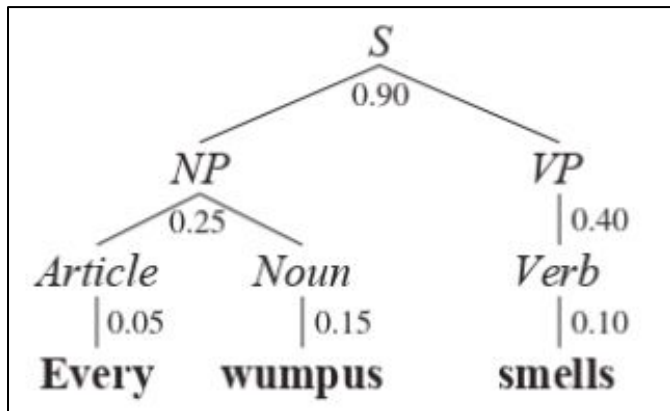 S
0.90
NP VP
0.25 0.40
Article Noun Verb
0.05 0.15 0.10
Every wumpus smells